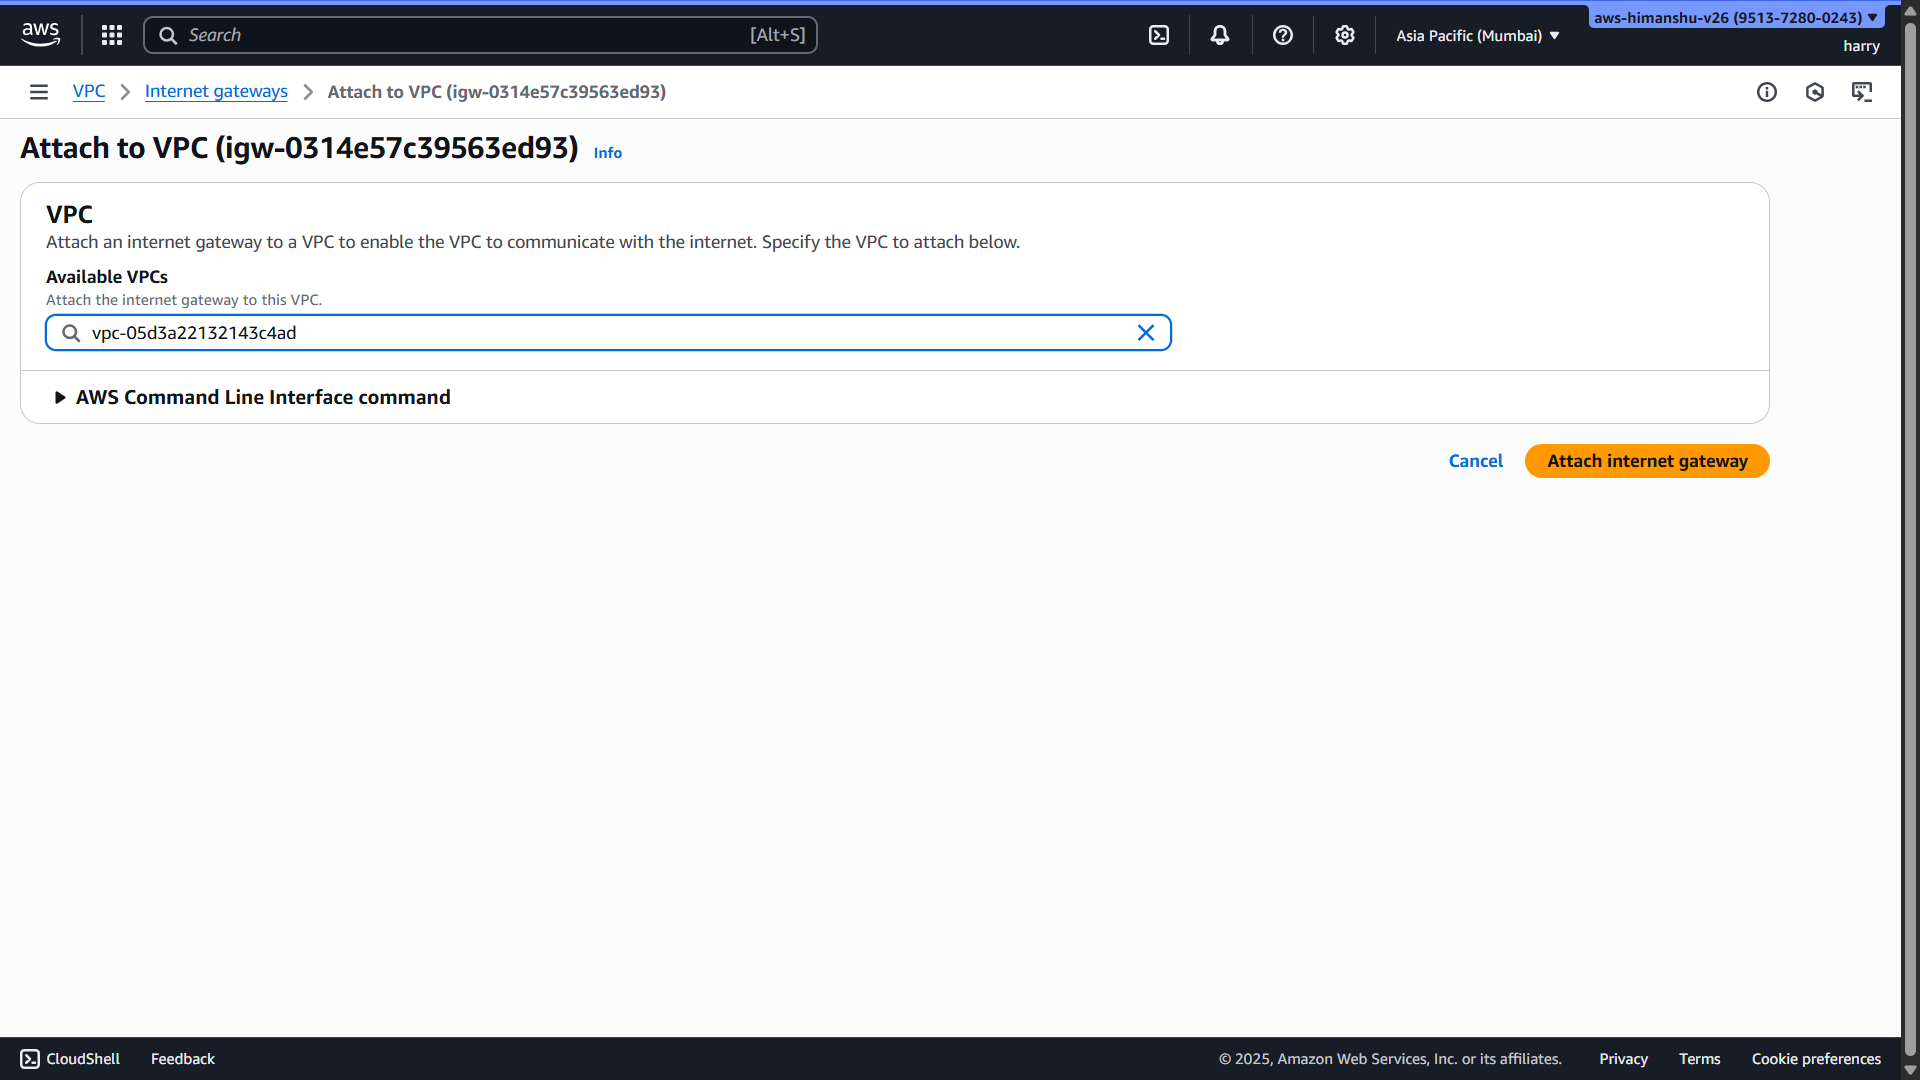 aws
Search
[Alt+S]
Asia Pacific (Mumbai)
aws-himanshu-v26 (9513-7280-0243)
harry
VPC
Internet gateways
Attach to VPC (igw-0314e57c39563ed93)
Attach to VPC (igw-0314e57c39563ed93)
Info
VPC
Attach an internet gateway to a VPC to enable the VPC to communicate with the internet. Specify the VPC to attach below.
Available VPCs
Attach the internet gateway to this VPC.
vpc-05d3a22132143c4ad
AWS Command Line Interface command
Cancel
Attach internet gateway
CloudShell
Feedback
© 2025, Amazon Web Services, Inc. or its affiliates.
Privacy
Terms
Cookie preferences